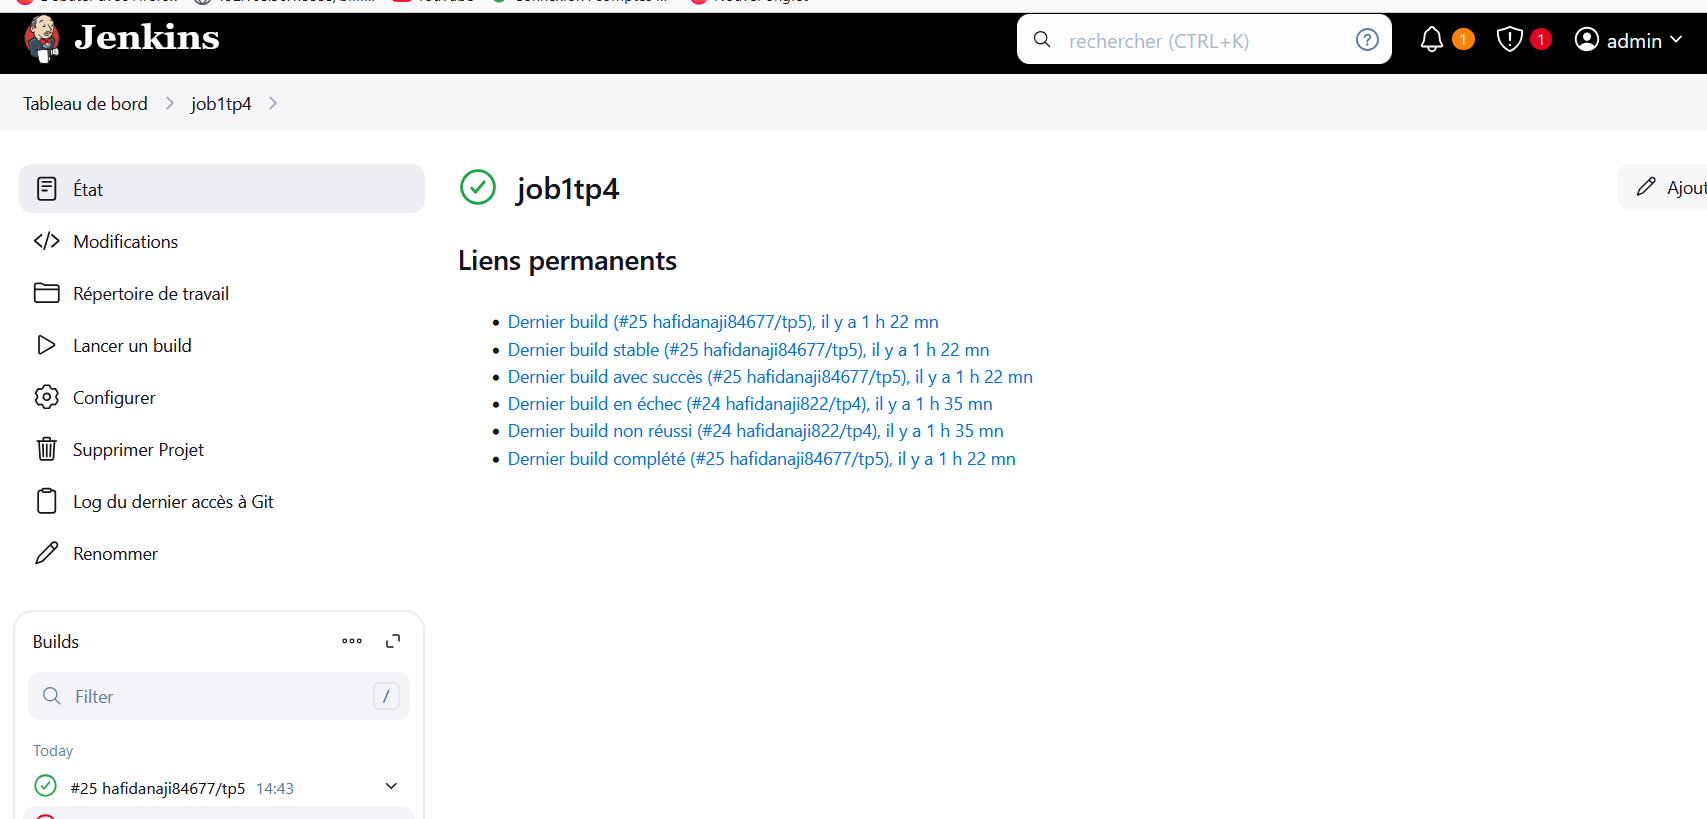 Jenkins
rechercher (CTRL+K)
1
1
admin
Tableau de bord
job1tp4
État
Modifications
Répertoire de travail
Lancer un build
Configurer
Supprimer Projet
Log du dernier accès à Git
Renommer
job1tp4
Ajout
Liens permanents
Dernier build (#25 hafidanaji84677/tp5), il y a 1 h 22 mn
Dernier build stable (#25 hafidanaji84677/tp5), il y a 1 h 22 mn
Dernier build avec succès (#25 hafidanaji84677/tp5), il y a 1 h 22 mn
Dernier build en échec (#24 hafidanaji822/tp4), il y a 1 h 35 mn
Dernier build non réussi (#24 hafidanaji822/tp4), il y a 1 h 35 mn
Dernier build complété (#25 hafidanaji84677/tp5), il y a 1 h 22 mn
Builds
Filter /
Today
#25 hafidanaji84677/tp5 14:43